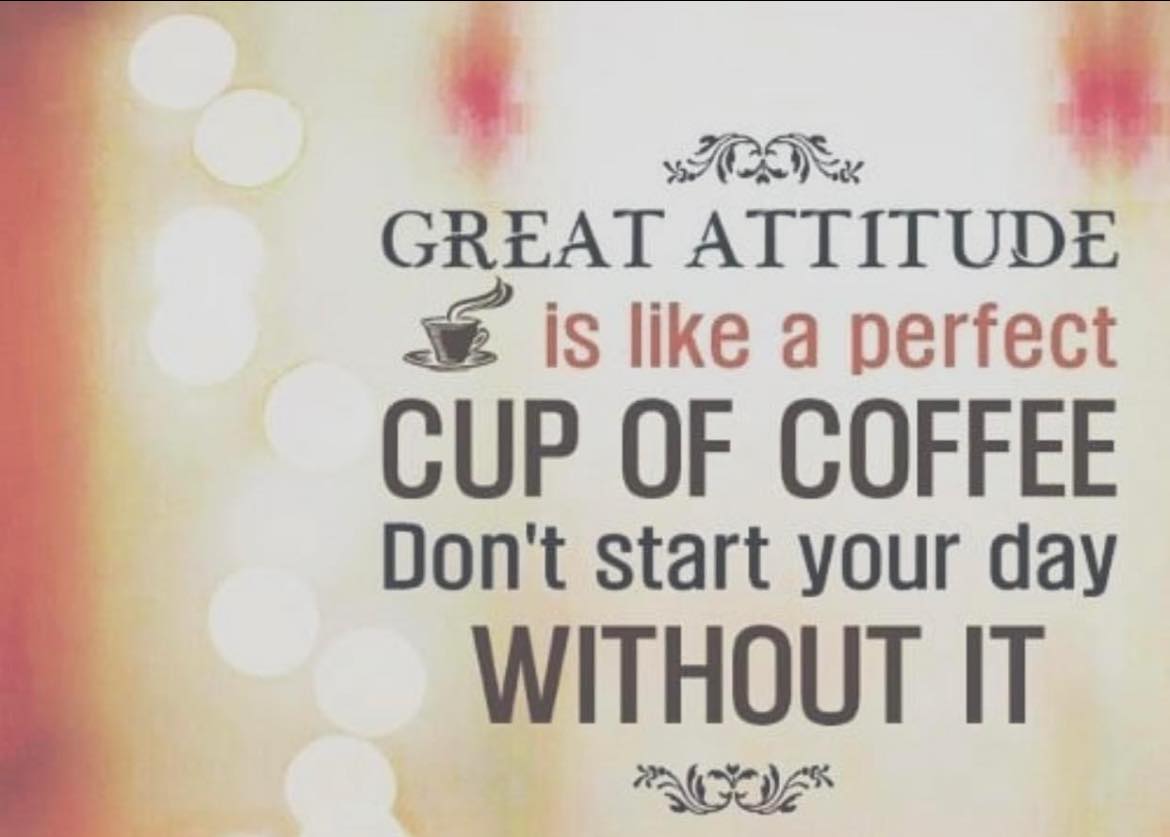 GREAT ATTITUDE
is like a perfect
CUP OF COFFEE
Don't start your day
WITHOUT IT